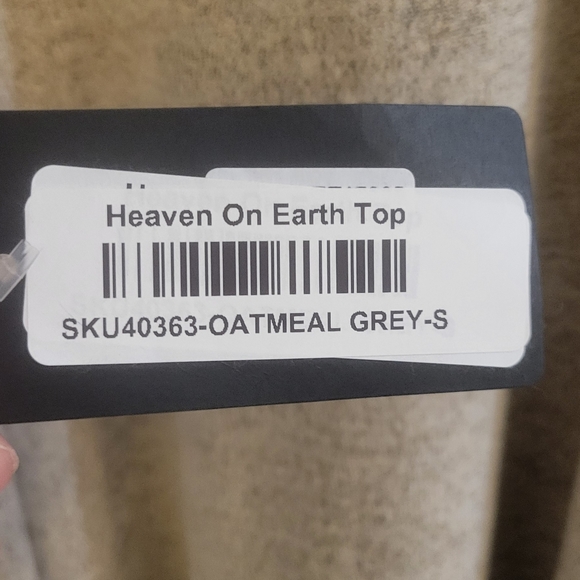 Heaven On Earth Top
SKU40363-OATMEAL GREY-S